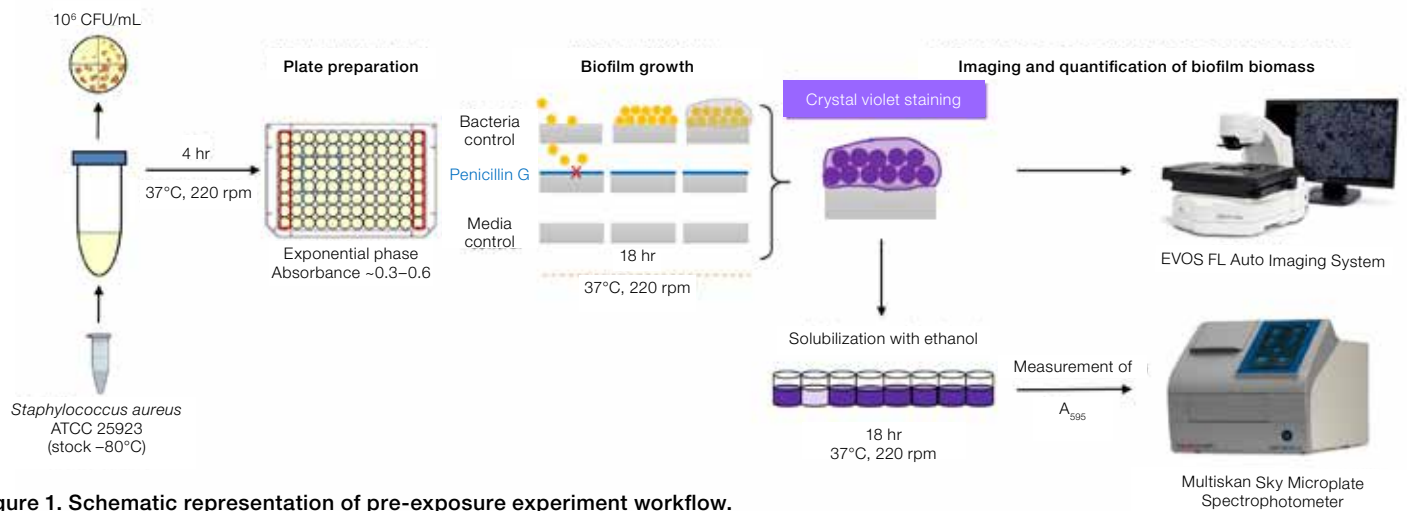 10⁶ CFU/mL
Plate preparation
Biofilm growth
Imaging and quantification of biofilm biomass
Crystal violet staining
4 hr
37°C, 220 rpm
Bacteria
control
Penicillin G
Media
control
Exponential phase
Absorbance ~0.3–0.6
18 hr
37°C, 220 rpm
EVOS FL Auto Imaging System
Solubilization with ethanol
Measurement of
A₅₉₅
18 hr
37°C, 220 rpm
Staphylococcus aureus
ATCC 25923
(stock –80°C)
Multiskan Sky Microplate
Spectrophotometer
gure 1. Schematic representation of pre-exposure experiment workflow.